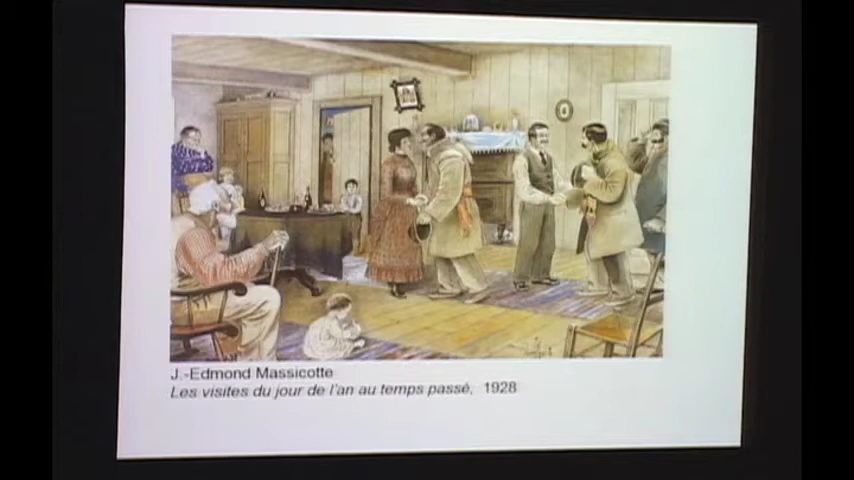 J.-Edmond Massicotte
Les visites du jour de l'an au temps passé, 1928